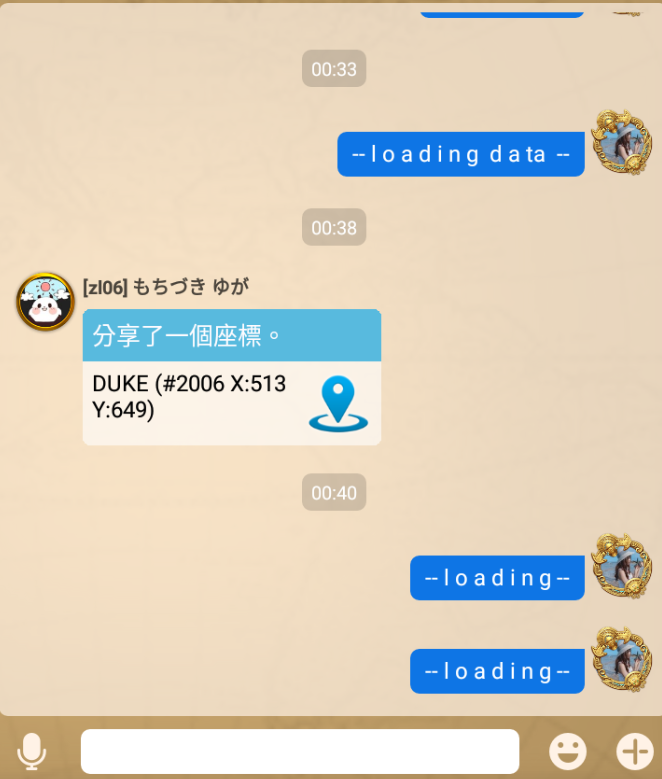 00:33
-- l o a d i n g  d a ta --
00:38
[zl06] もちづき ゆが
分享了一個座標。
DUKE (#2006 X:513
Y:649)
00:40
-- l o a d i n g --
-- l o a d i n g --